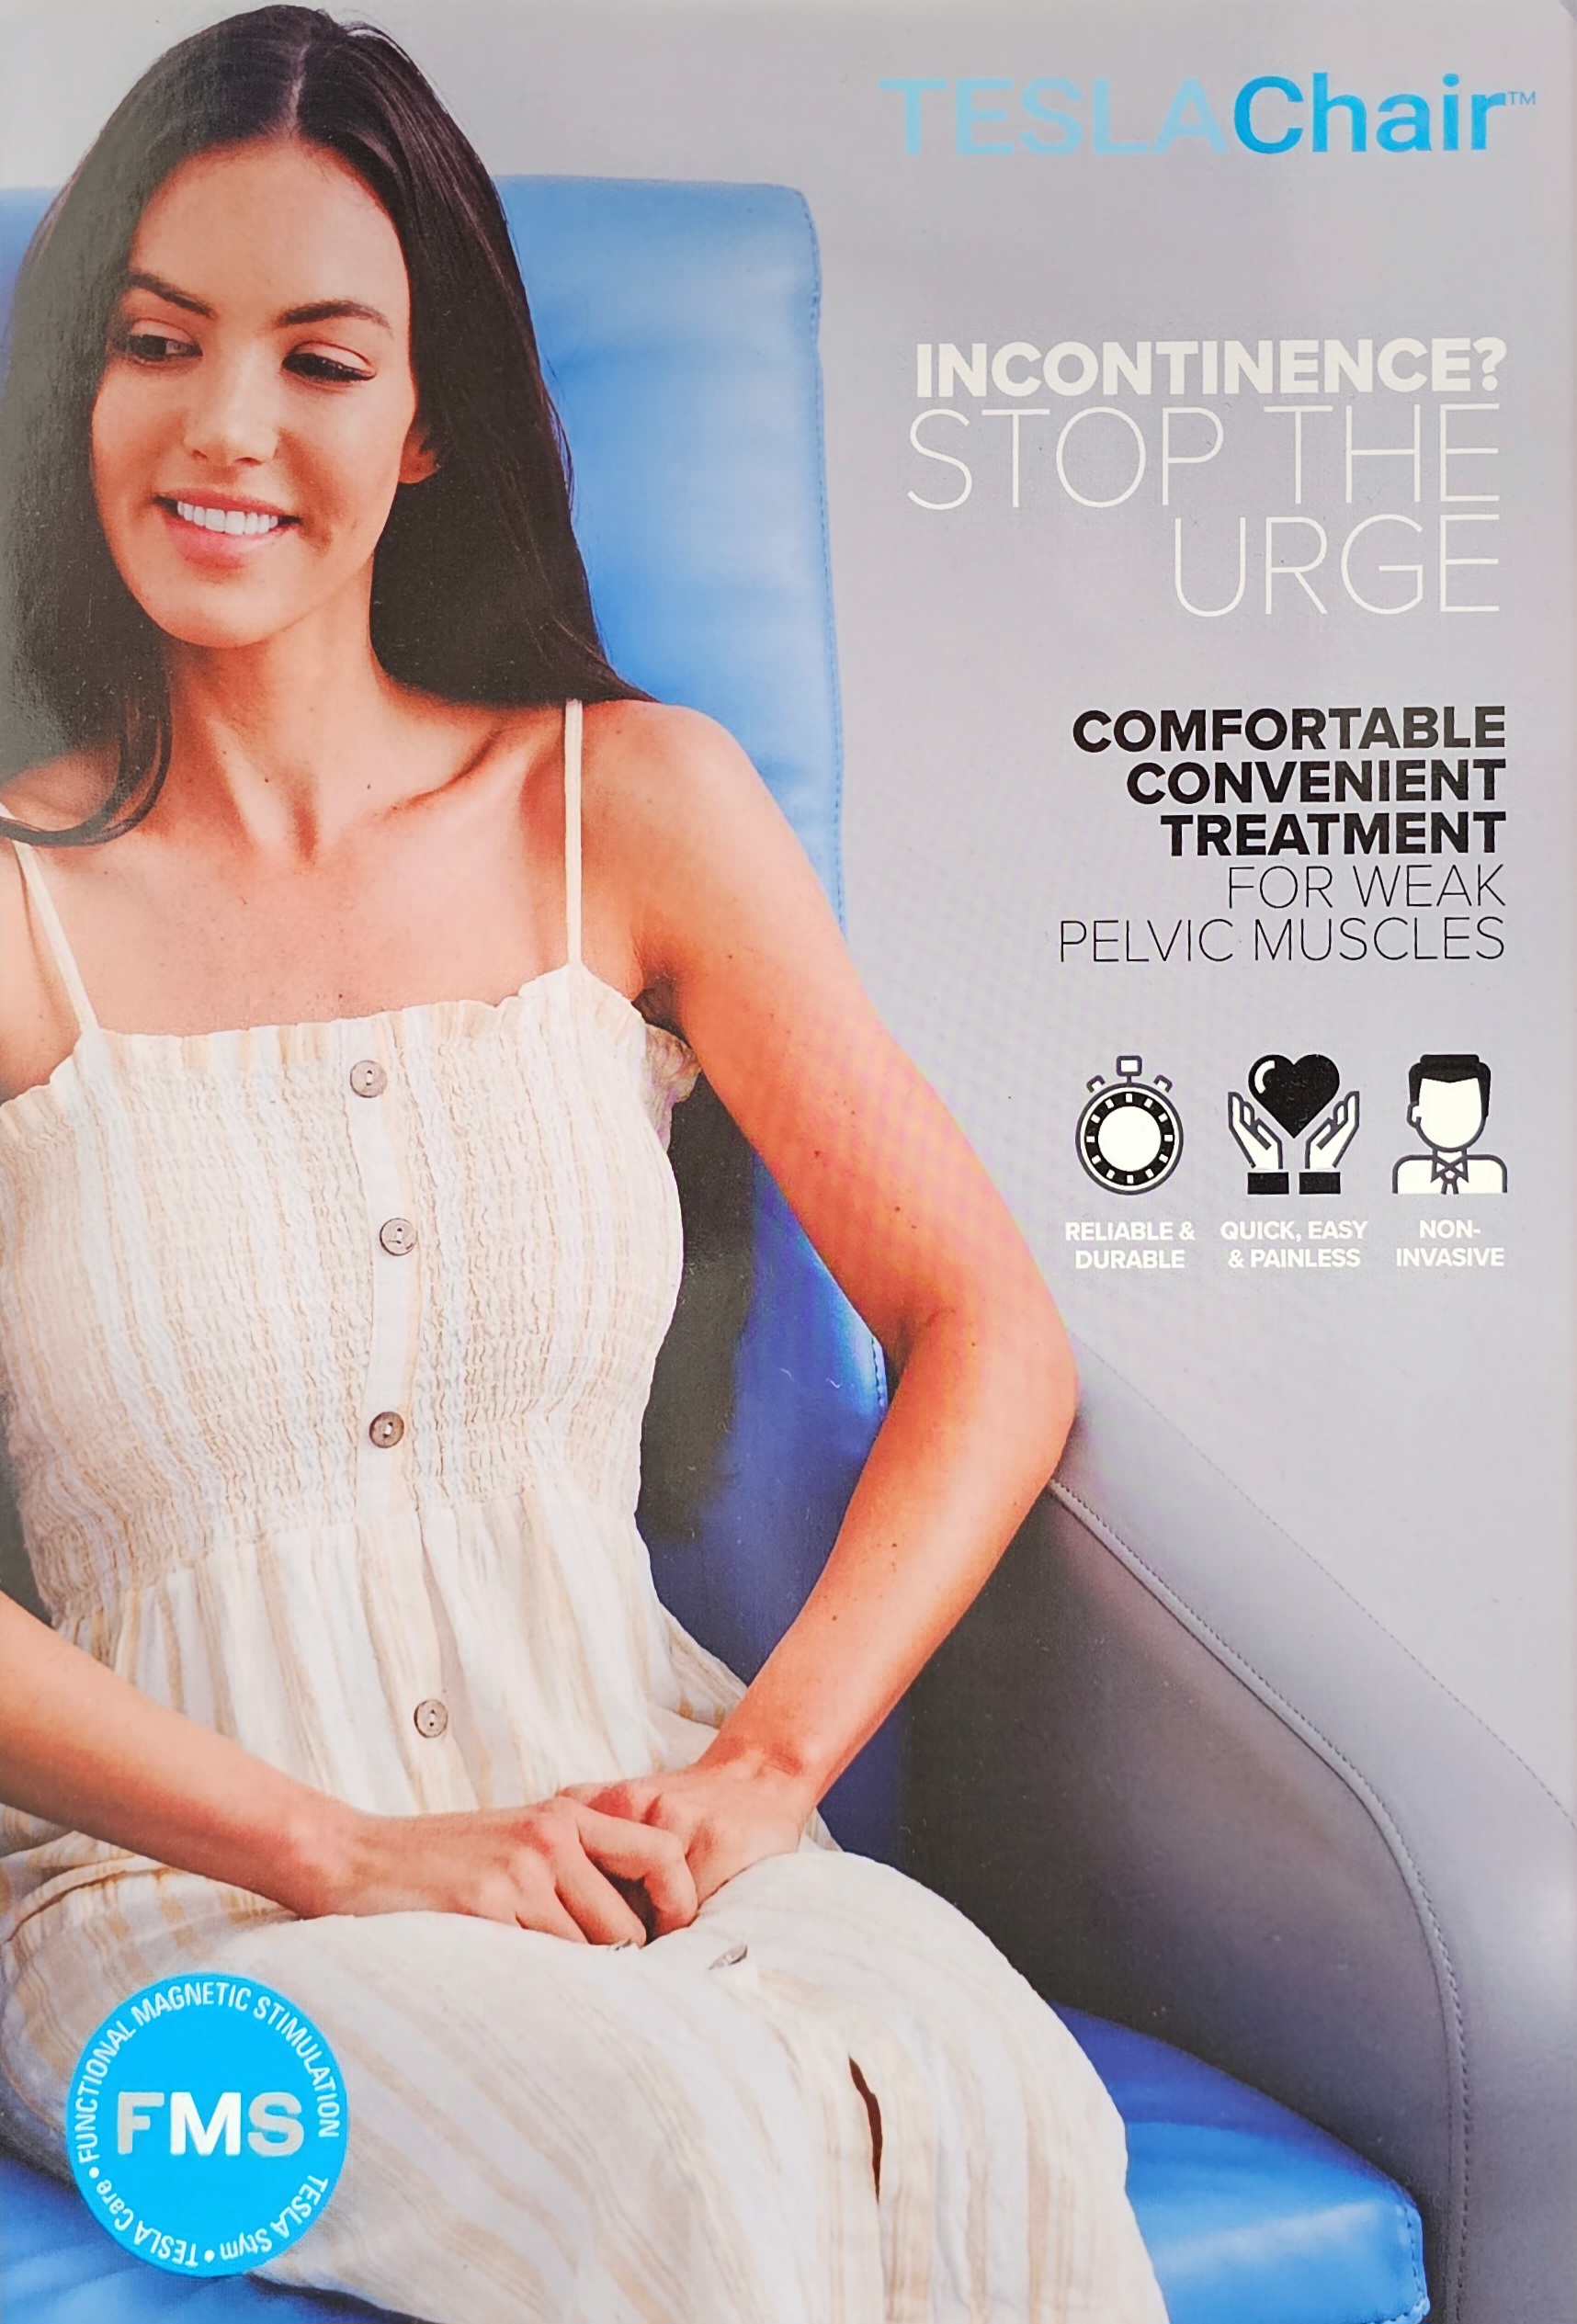 TESLAChair™
INCONTINENCE?
STOP THE
URGE
COMFORTABLE
CONVENIENT
TREATMENT
FOR WEAK
PELVIC MUSCLES
RELIABLE &
DURABLE
QUICK, EASY
& PAINLESS
NON-
INVASIVE
FUNCTIONAL MAGNETIC STIMULATION
FMS
TESLA Care • TESLA Stym